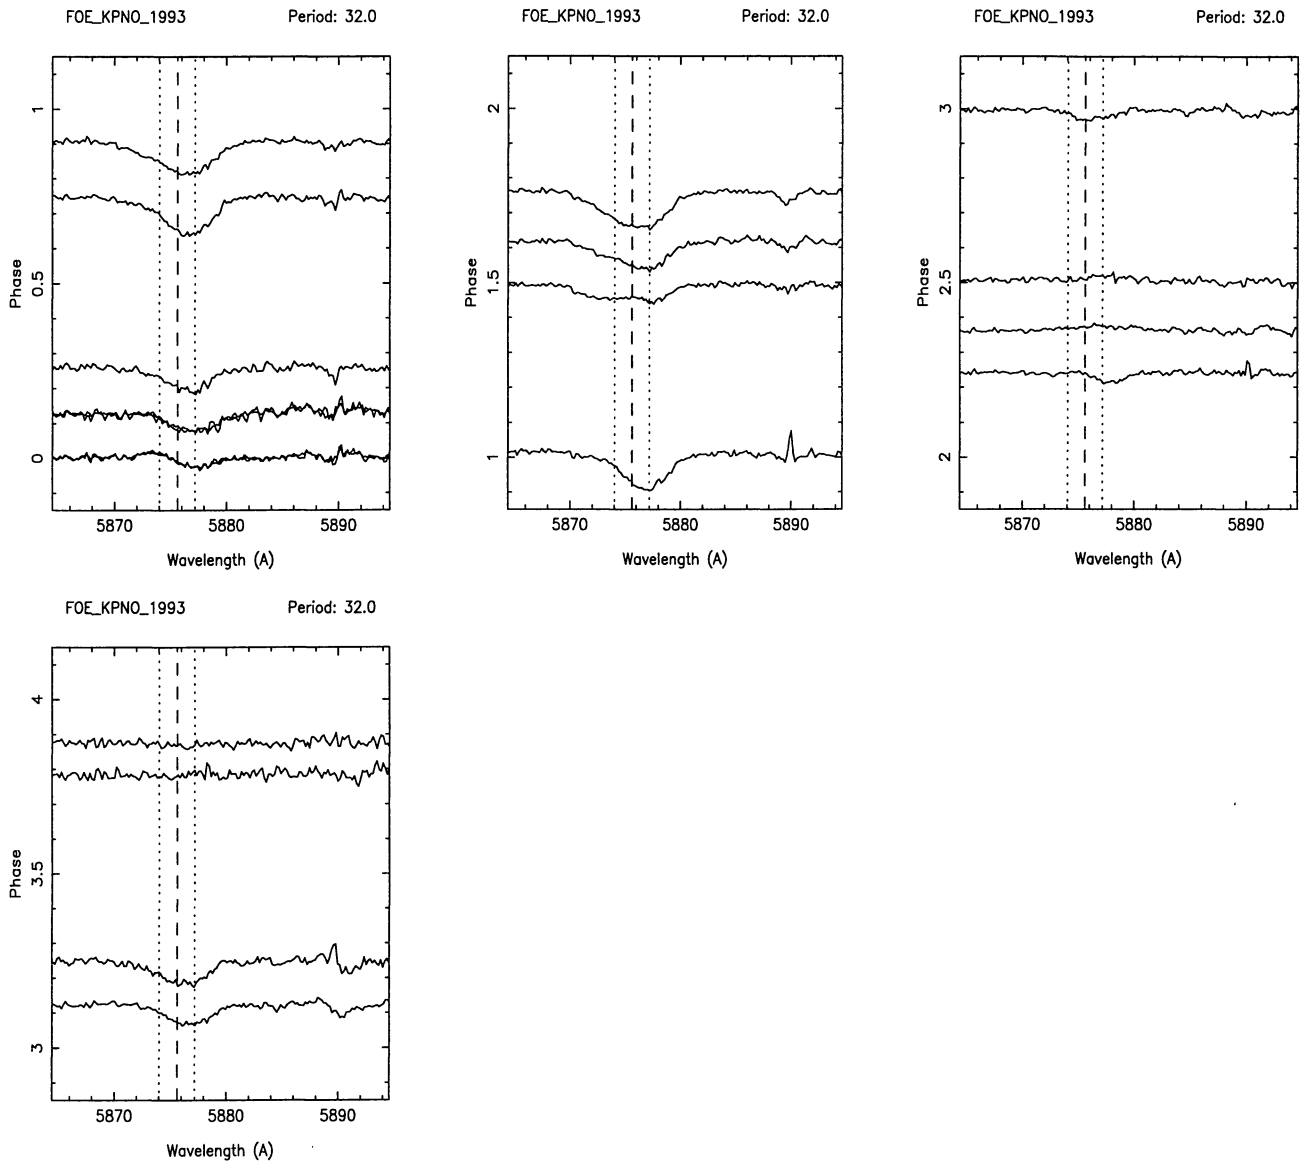 FOE_KPNO_1993 Period: 32.0
FOE_KPNO_1993 Period: 32.0
FOE_KPNO_1993 Period: 32.0
1
0.5
0
Phase
5870 5880 5890
Wavelength (A)
2
1.5
1
Phase
5870 5880 5890
Wavelength (A)
3
2.5
2
Phase
5870 5880 5890
Wavelength (A)
FOE_KPNO_1993 Period: 32.0
4
3.5
3
Phase
5870 5880 5890
Wavelength (A)